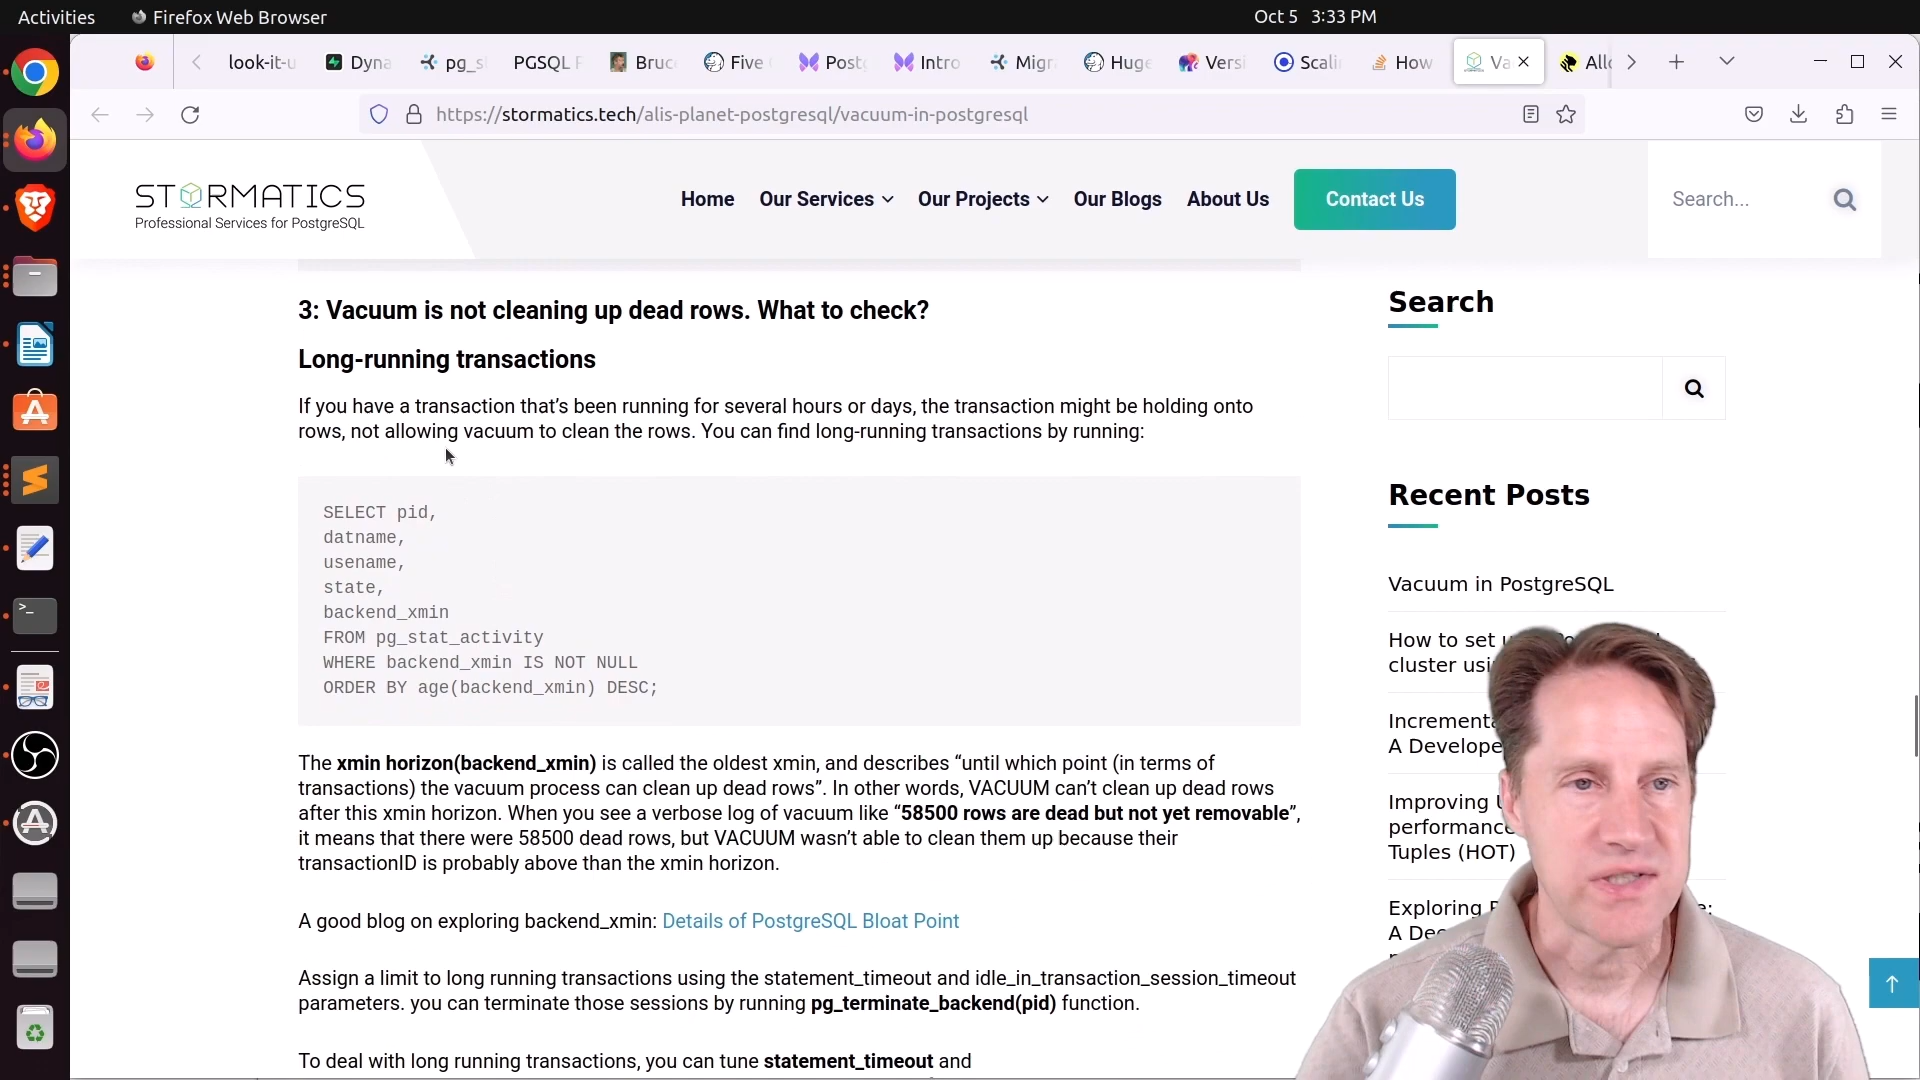 Activities
Firefox Web Browser
Oct 5 3:33 PM
look-it-u
Dyna
pg_s
PGSQL F
Bruc
Five
Postg
Intro
Migr
Huge
Versi
Scali
How
Va
Allo
https://stormatics.tech/alis-planet-postgresql/vacuum-in-postgresql
STORMATICS
Professional Services for PostgreSQL
Home
Our Services
Our Projects
Our Blogs
About Us
Contact Us
Search...
3: Vacuum is not cleaning up dead rows. What to check?
Long-running transactions
If you have a transaction that’s been running for several hours or days, the transaction might be holding onto
rows, not allowing vacuum to clean the rows. You can find long-running transactions by running:
SELECT pid,
datname,
usename,
state,
backend_xmin
FROM pg_stat_activity
WHERE backend_xmin IS NOT NULL
ORDER BY age(backend_xmin) DESC;
The xmin horizon(backend_xmin) is called the oldest xmin, and describes “until which point (in terms of
transactions) the vacuum process can clean up dead rows”. In other words, VACUUM can’t clean up dead rows
after this xmin horizon. When you see a verbose log of vacuum like “58500 rows are dead but not yet removable”,
it means that there were 58500 dead rows, but VACUUM wasn’t able to clean them up because their
transactionID is probably above than the xmin horizon.
A good blog on exploring backend_xmin: Details of PostgreSQL Bloat Point
Assign a limit to long running transactions using the statement_timeout and idle_in_transaction_session_timeout
parameters. you can terminate those sessions by running pg_terminate_backend(pid) function.
To deal with long running transactions, you can tune statement_timeout and
Search
Recent Posts
Vacuum in PostgreSQL
How to set
cluster
Incrementa
A Develope
Improving
performance
Tuples (HOT)
Exploring